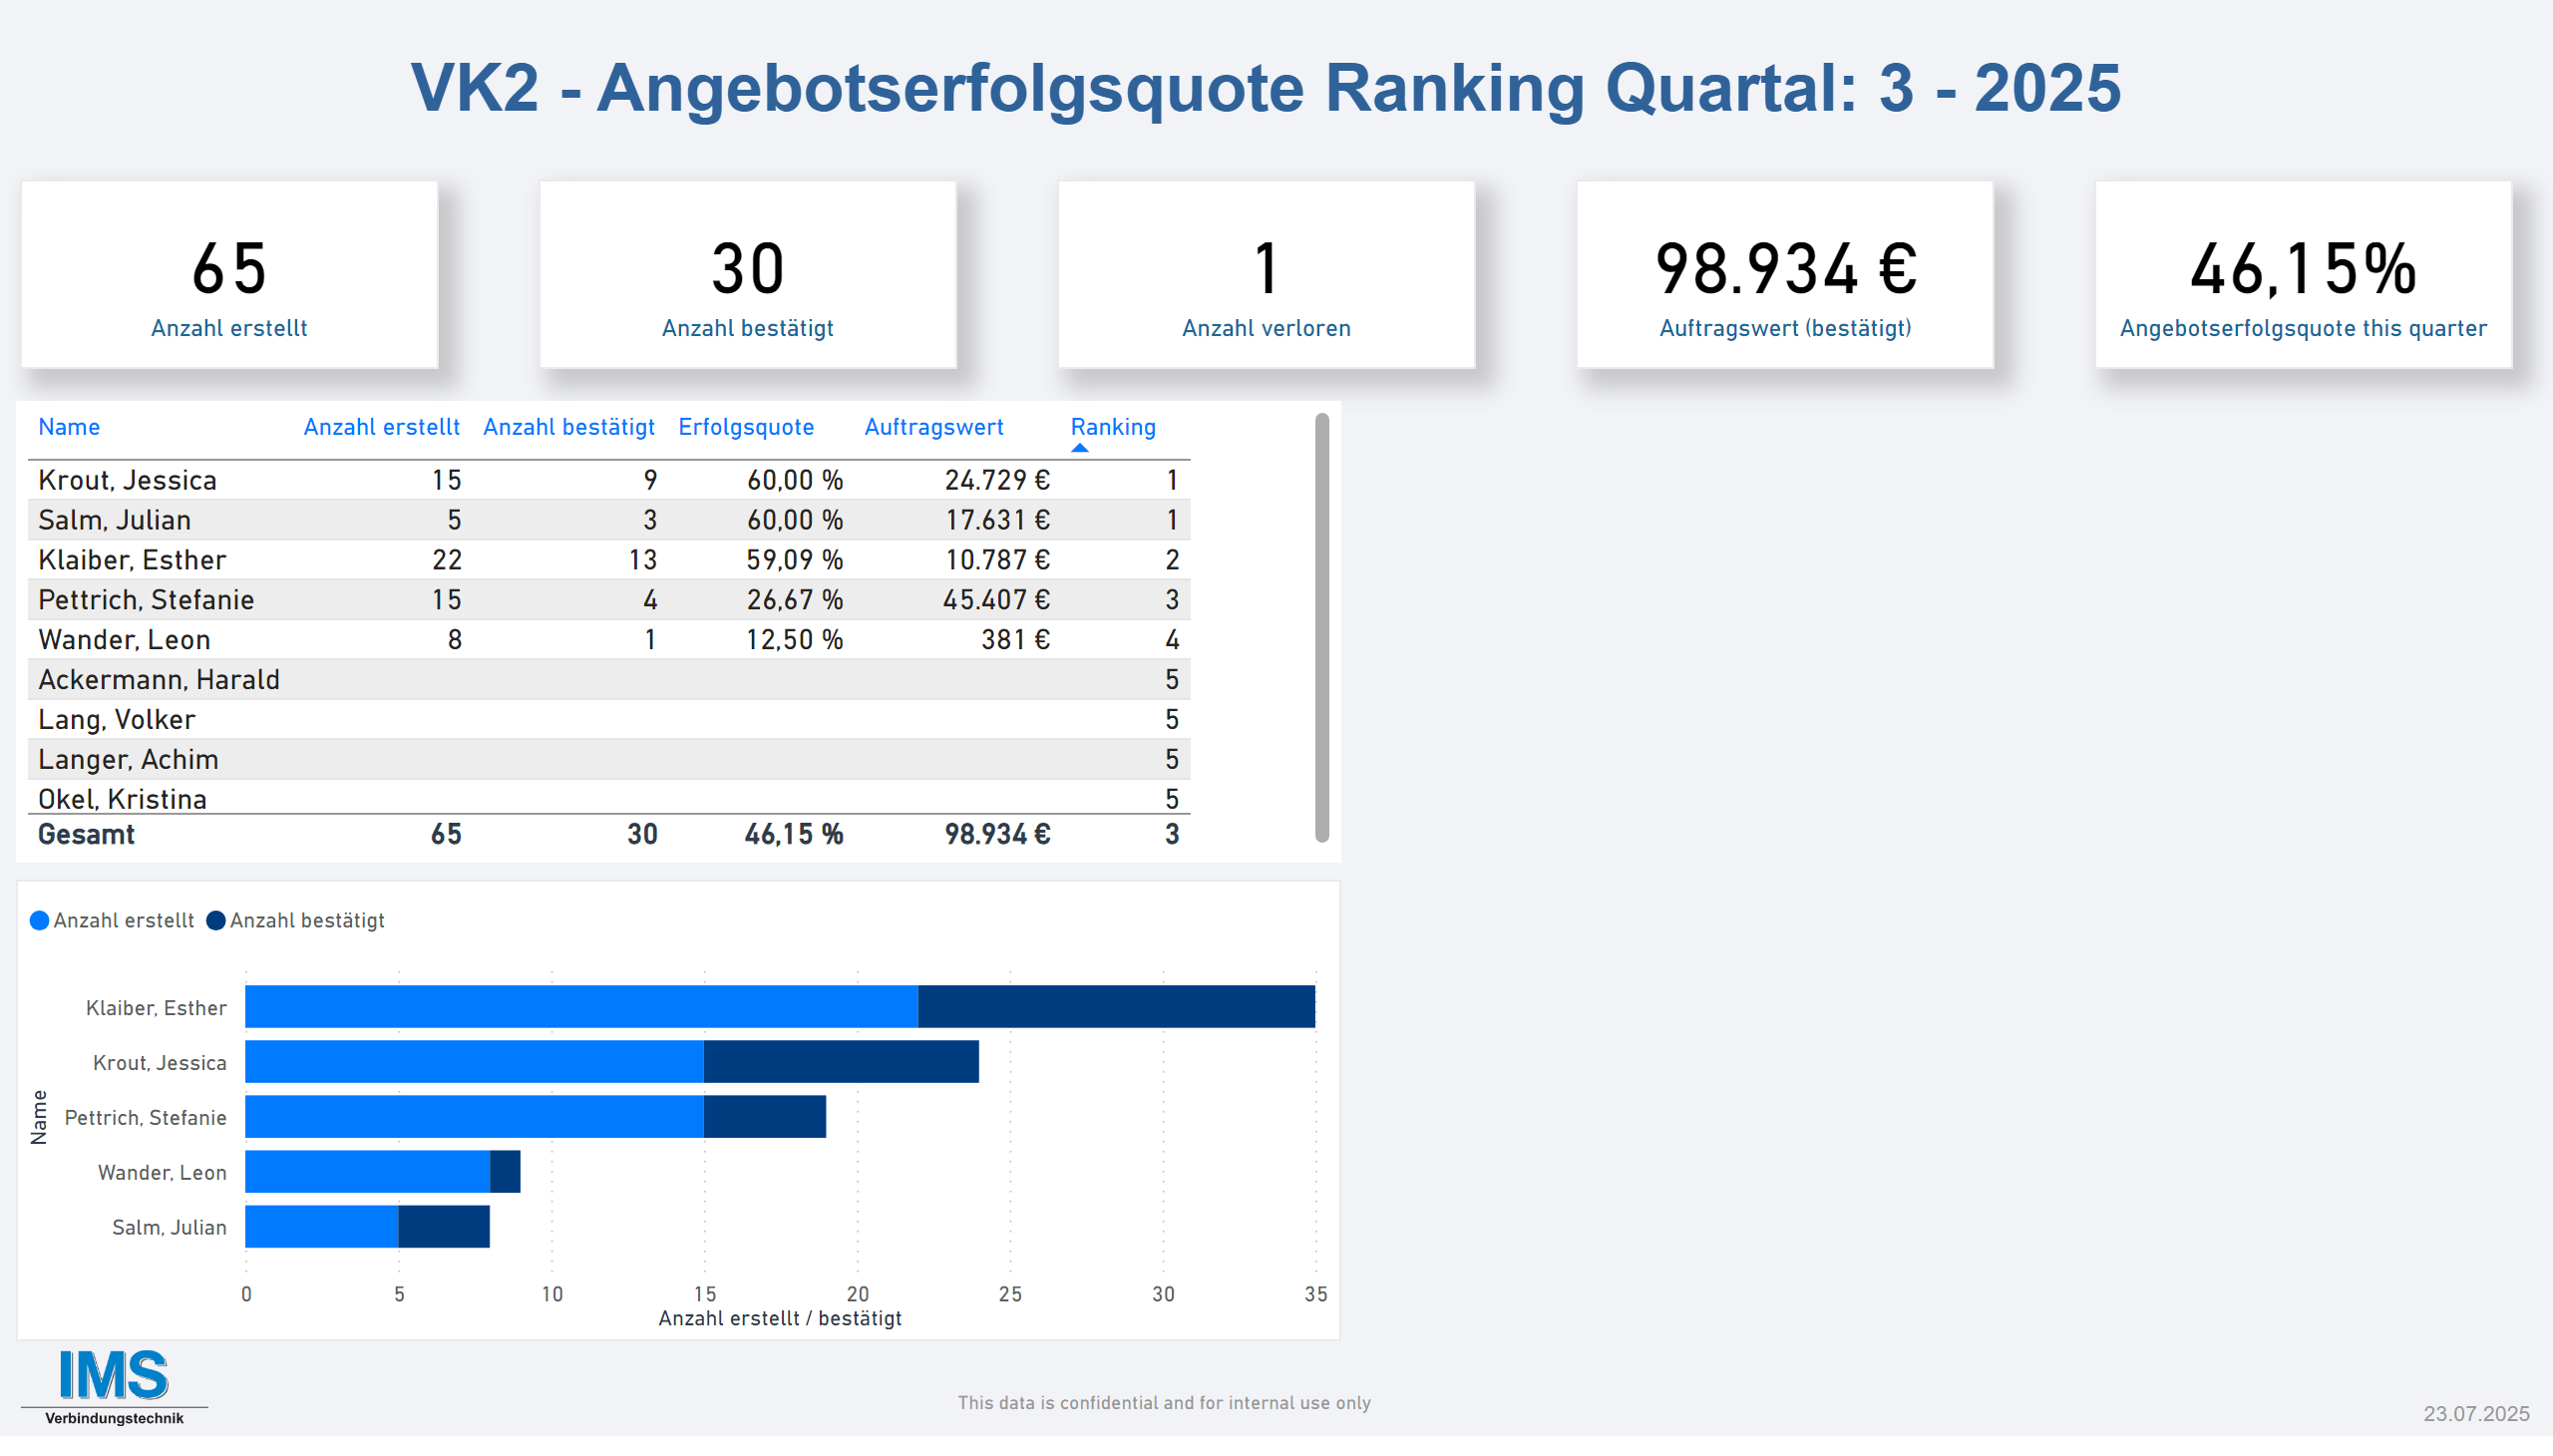 VK2 - Angebotserfolgsquote Ranking Quartal: 3 - 2025
65
Anzahl erstellt
30
Anzahl bestätigt
1
Anzahl verloren
98.934 €
Auftragswert (bestätigt)
46,15%
Angebotserfolgsquote this quarter
Name Anzahl erstellt Anzahl bestätigt Erfolgsquote Auftragswert Ranking
Krout, Jessica 15 9 60,00 % 24.729 € 1
Salm, Julian 5 3 60,00 % 17.631 € 1
Klaiber, Esther 22 13 59,09 % 10.787 € 2
Pettrich, Stefanie 15 4 26,67 % 45.407 € 3
Wander, Leon 8 1 12,50 % 381 € 4
Ackermann, Harald 5
Lang, Volker 5
Langer, Achim 5
Okel, Kristina 5
Gesamt 65 30 46,15 % 98.934 € 3
Anzahl erstellt Anzahl bestätigt
Name
Klaiber, Esther
Krout, Jessica
Pettrich, Stefanie
Wander, Leon
Salm, Julian
0 5 10 15 20 25 30 35
Anzahl erstellt / bestätigt
IMS
Verbindungstechnik
This data is confidential and for internal use only
23.07.2025